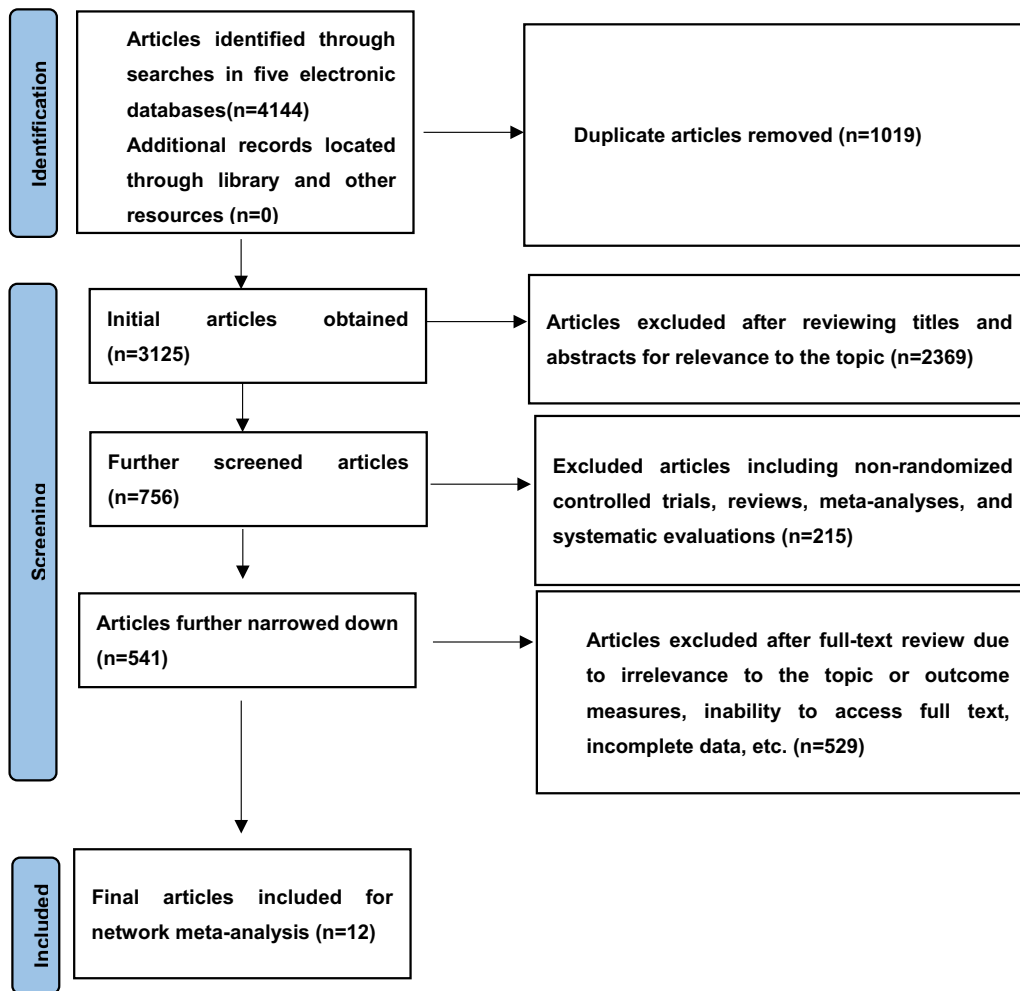 Identification
Articles identified through
searches in five electronic
databases(n=4144)
Additional records located
through library and other
resources (n=0)
Duplicate articles removed (n=1019)
Screening
Initial articles obtained
(n=3125)
Articles excluded after reviewing titles and
abstracts for relevance to the topic (n=2369)
Further screened articles
(n=756)
Excluded articles including non-randomized
controlled trials, reviews, meta-analyses, and
systematic evaluations (n=215)
Articles further narrowed down
(n=541)
Articles excluded after full-text review due
to irrelevance to the topic or outcome
measures, inability to access full text,
incomplete data, etc. (n=529)
Included
Final articles included for
network meta-analysis (n=12)